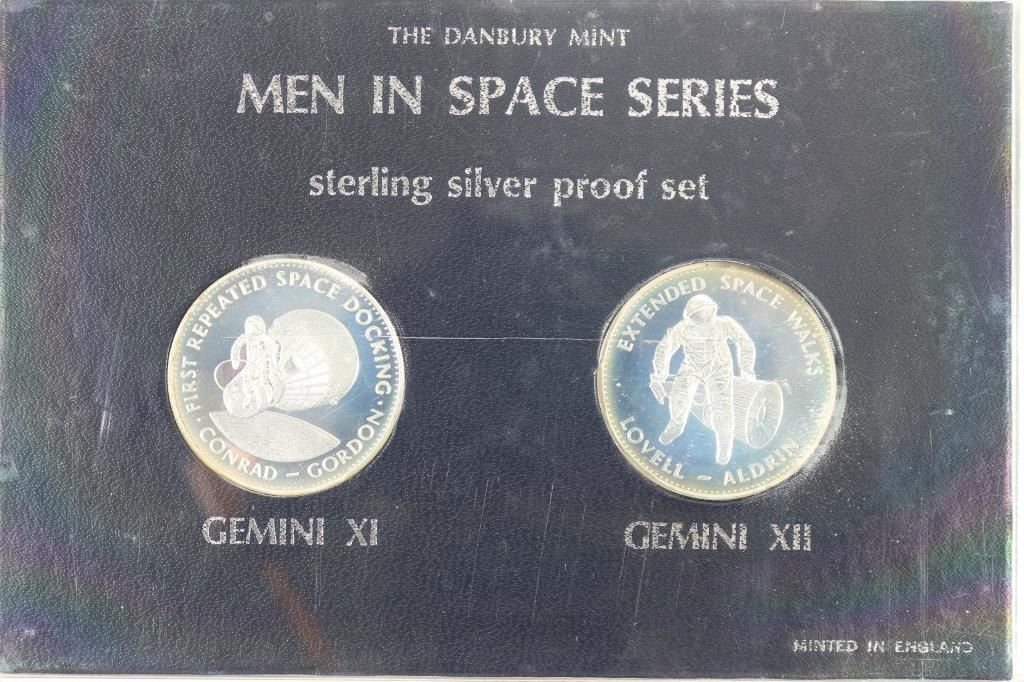 THE DANBURY MINT
MEN IN SPACE SERIES
sterling silver proof set
· FIRST REPEATED SPACE DOCKING ·
CONRAD – GORDON
· EXTENDED SPACE WALKS
LOVELL – ALDRIN
GEMINI XI
GEMINI XII
MINTED IN ENGLAND